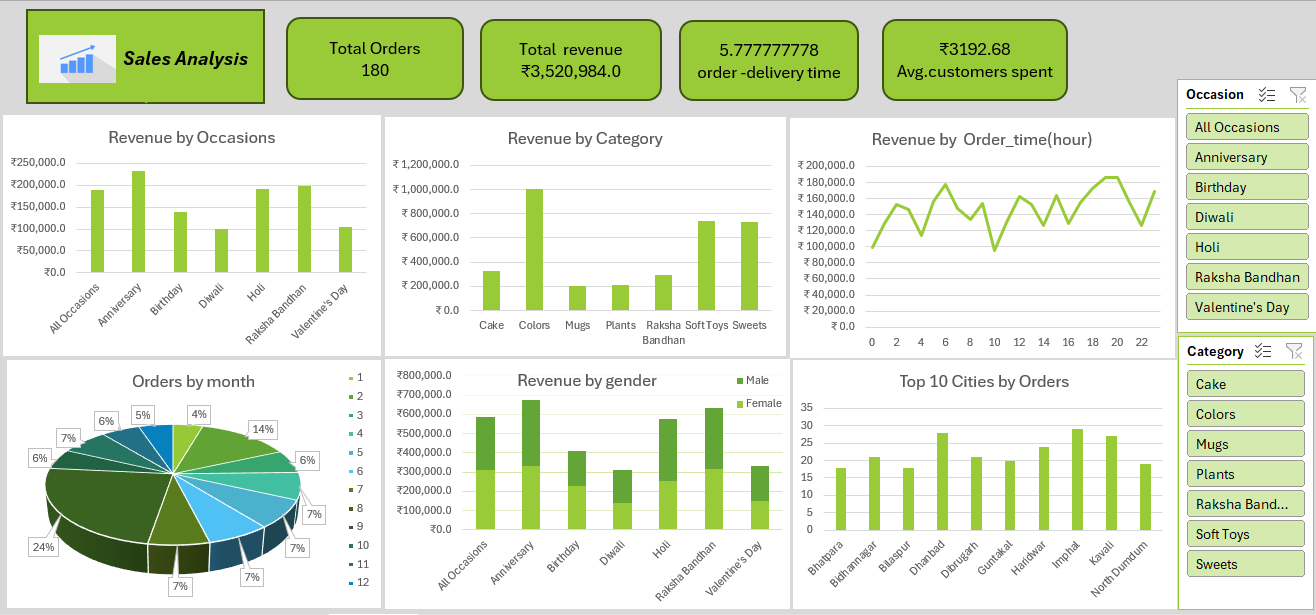 Sales Analysis
Total Orders
180
Total revenue
₹3,520,984.0
5.777777778
order -delivery time
₹3192.68
Avg.customers spent
Occasion
All Occasions
Anniversary
Birthday
Diwali
Holi
Raksha Bandhan
Valentine's Day
Revenue by Occasions
₹250,000.0
₹200,000.0
₹150,000.0
₹100,000.0
₹50,000.0
₹0.0
All Occasions
Anniversary
Birthday
Diwali
Holi
Raksha Bandhan
Valentine's Day
Revenue by Category
₹ 1,200,000.0
₹ 1,000,000.0
₹ 800,000.0
₹ 600,000.0
₹ 400,000.0
₹ 200,000.0
₹ 0.0
Cake Colors Mugs Plants Raksha Soft Toys Sweets
Bandhan
Revenue by Order_time(hour)
₹ 200,000.0
₹ 180,000.0
₹ 160,000.0
₹ 140,000.0
₹ 120,000.0
₹ 100,000.0
₹ 80,000.0
₹ 60,000.0
₹ 40,000.0
₹ 20,000.0
₹ 0.0
0 2 4 6 8 10 12 14 16 18 20 22
Category
Cake
Colors
Mugs
Plants
Raksha Band...
Soft Toys
Sweets
Orders by month
4%
14%
6%
7%
7%
7%
7%
24%
6%
7%
6%
5%
1
2
3
4
5
6
7
8
9
10
11
12
Revenue by gender
Male
Female
₹800,000.0
₹700,000.0
₹600,000.0
₹500,000.0
₹400,000.0
₹300,000.0
₹200,000.0
₹100,000.0
₹0.0
All Occasions
Anniversary
Birthday
Diwali
Holi
Raksha Bandhan
Valentine's Day
Top 10 Cities by Orders
35
30
25
20
15
10
5
0
Bhatpara
Bidhannagar
Bilaspur
Dhanbad
Dibrugarh
Guntakal
Haridwar
Imphal
Kavali
North Dumdum